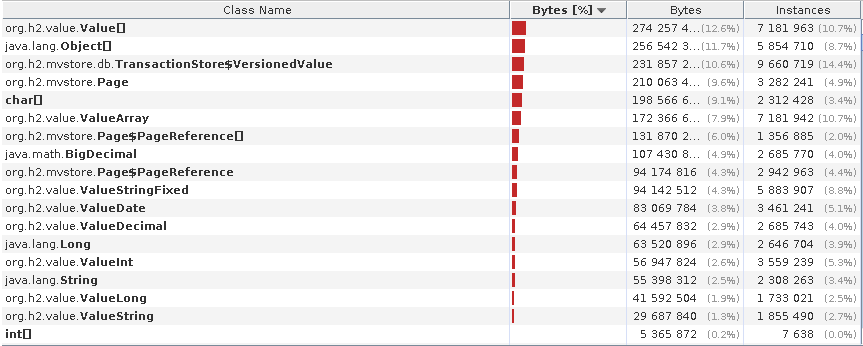 Class Name Bytes [%] Bytes Instances
org.h2.value.Value[] 274 257 4... (12.6%) 7 181 963 (10.7%)
java.lang.Object[] 256 542 3... (11.7%) 5 854 710 (8.7%)
org.h2.mvstore.db.TransactionStore$VersionedValue 231 857 2... (10.6%) 9 660 719 (14.4%)
org.h2.mvstore.Page 210 063 4... (9.6%) 3 282 241 (4.9%)
char[] 198 566 6... (9.1%) 2 312 428 (3.4%)
org.h2.value.ValueArray 172 366 6... (7.9%) 7 181 942 (10.7%)
org.h2.mvstore.Page$PageReference[] 131 870 2... (6.0%) 1 356 885 (2.0%)
java.math.BigDecimal 107 430 8... (4.9%) 2 685 770 (4.0%)
org.h2.mvstore.Page$PageReference 94 174 816 (4.3%) 2 942 963 (4.4%)
org.h2.value.ValueStringFixed 94 142 512 (4.3%) 5 883 907 (8.8%)
org.h2.value.ValueDate 83 069 784 (3.8%) 3 461 241 (5.1%)
org.h2.value.ValueDecimal 64 457 832 (2.9%) 2 685 743 (4.0%)
java.lang.Long 63 520 896 (2.9%) 2 646 704 (3.9%)
org.h2.value.ValueInt 56 947 824 (2.6%) 3 559 239 (5.3%)
java.lang.String 55 398 312 (2.5%) 2 308 263 (3.4%)
org.h2.value.ValueLong 41 592 504 (1.9%) 1 733 021 (2.5%)
org.h2.value.ValueString 29 687 840 (1.3%) 1 855 490 (2.7%)
int[] 5 365 872 (0.2%) 7 638 (0.0%)